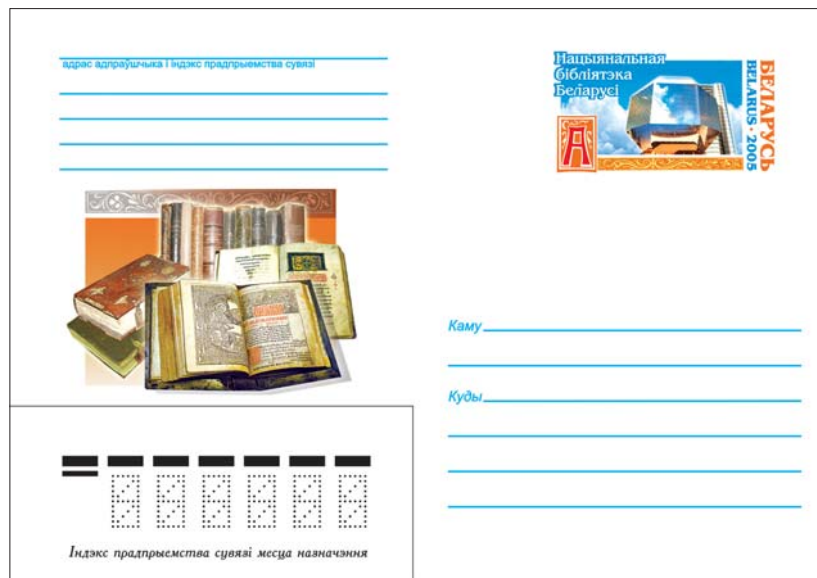 адрас адпраўшчыка і індэкс прадпрыемства сувязі
Нацыянальная
бібліятэка
Беларусі
А
БЕЛАРУСЬ
BELARUS · 2005
Каму
Куды
Індэкс прадпрыемства сувязі месца назначэння